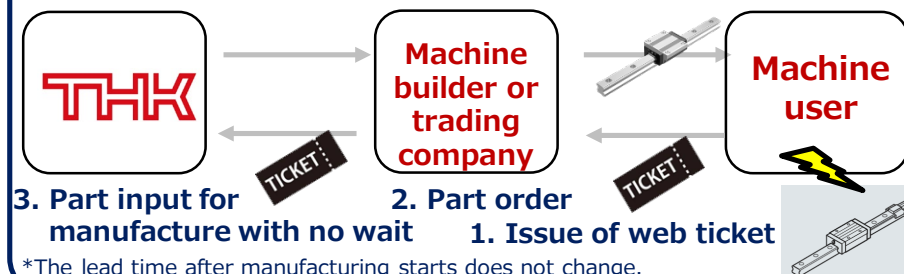 THK
Machine
builder or
trading
company
Machine
user
TICKET
TICKET
3. Part input for
manufacture with no wait
2. Part order
1. Issue of web ticket
*The lead time after manufacturing starts does not change.